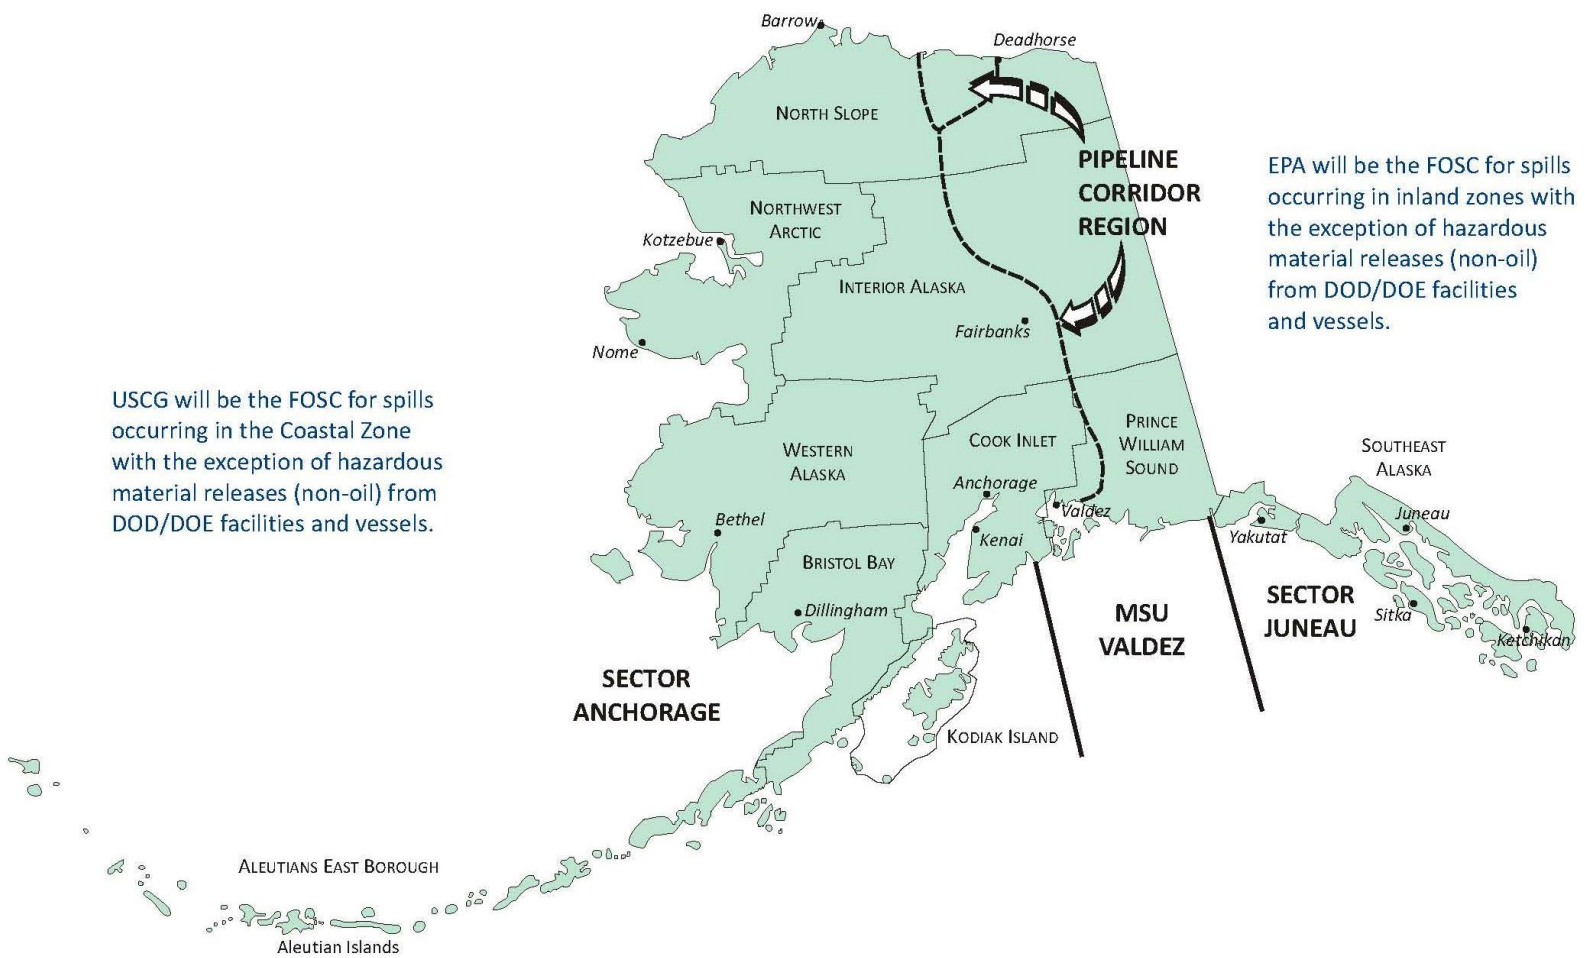 Barrow
Deadhorse
NORTH SLOPE
PIPELINE
CORRIDOR
REGION
EPA will be the FOSC for spills
occurring in inland zones with
the exception of hazardous
material releases (non-oil)
from DOD/DOE facilities
and vessels.
NORTHWEST
ARCTIC
Kotzebue
INTERIOR ALASKA
Fairbanks
Nome
USCG will be the FOSC for spills
occurring in the Coastal Zone
with the exception of hazardous
material releases (non-oil) from
DOD/DOE facilities and vessels.
WESTERN
ALASKA
COOK INLET
PRINCE
WILLIAM
SOUND
SOUTHEAST
ALASKA
Anchorage
Valdez
Juneau
Bethel
Kenai
Yakutat
BRISTOL BAY
Dillingham
MSU
VALDEZ
SECTOR
JUNEAU
Sitka
Ketchikan
SECTOR
ANCHORAGE
KODIAK ISLAND
ALEUTIANS EAST BOROUGH
Aleutian Islands